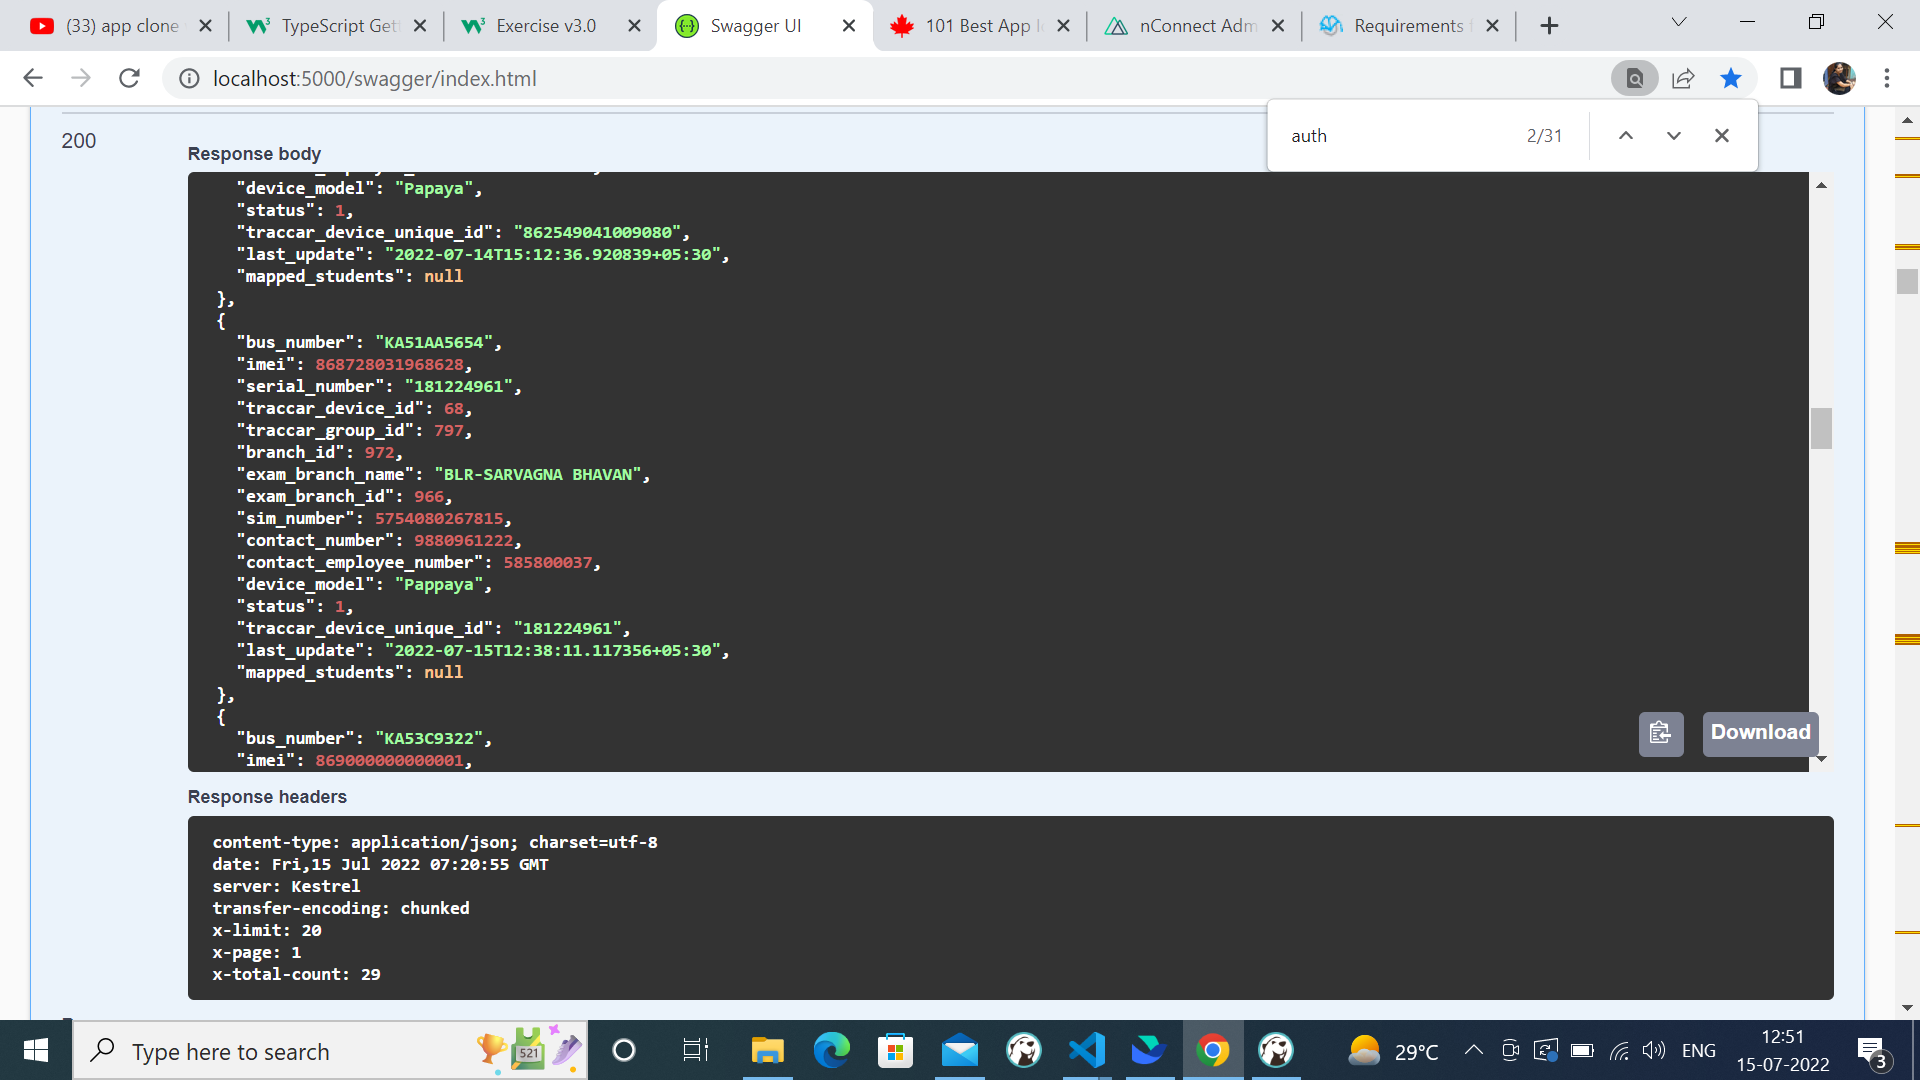 (33) app clone
TypeScript Get
Exercise v3.0
Swagger UI
101 Best App
nConnect Adm
Requirements
localhost:5000/swagger/index.html
auth
2/31
200
Response body
"device_model": "Papaya",
"status": 1,
"traccar_device_unique_id": "862549041009080",
"last_update": "2022-07-14T15:12:36.920839+05:30",
"mapped_students": null
},
{
"bus_number": "KA51AA5654",
"imei": 868728031968628,
"serial_number": "181224961",
"traccar_device_id": 68,
"traccar_group_id": 797,
"branch_id": 972,
"exam_branch_name": "BLR-SARVAGNA BHAVAN",
"exam_branch_id": 966,
"sim_number": 5754080267815,
"contact_number": 9880961222,
"contact_employee_number": 585800037,
"device_model": "Pappaya",
"status": 1,
"traccar_device_unique_id": "181224961",
"last_update": "2022-07-15T12:38:11.117356+05:30",
"mapped_students": null
},
{
"bus_number": "KA53C9322",
"imei": 869000000000001,
Download
Response headers
content-type: application/json; charset=utf-8
date: Fri,15 Jul 2022 07:20:55 GMT
server: Kestrel
transfer-encoding: chunked
x-limit: 20
x-page: 1
x-total-count: 29
Type here to search
521
29°C
ENG
12:51
15-07-2022
3